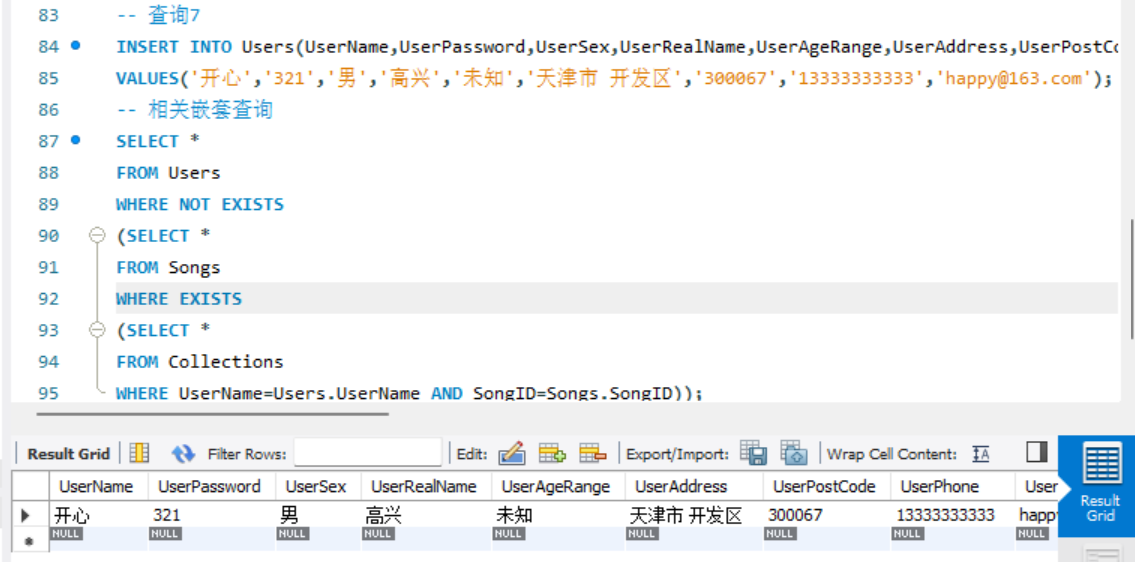 83 -- 查询7
84 INSERT INTO Users(UserName,UserPassword,UserSex,UserRealName,UserAgeRange,UserAddress,UserPostCo
85 VALUES('开心','321','男','高兴','未知','天津市 开发区','300067','13333333333','happy@163.com');
86 -- 相关嵌套查询
87 SELECT *
88 FROM Users
89 WHERE NOT EXISTS
90 (SELECT *
91 FROM Songs
92 WHERE EXISTS
93 (SELECT *
94 FROM Collections
95 WHERE UserName=Users.UserName AND SongID=Songs.SongID));
Result Grid Filter Rows: Edit: Export/Import: Wrap Cell Content: IA
UserName UserPassword UserSex UserRealName UserAgeRange UserAddress UserPostCode UserPhone User
开心 321 男 高兴 未知 天津市 开发区 300067 13333333333 happ
NULL NULL NULL NULL NULL NULL NULL NULL NULL
Result
Grid